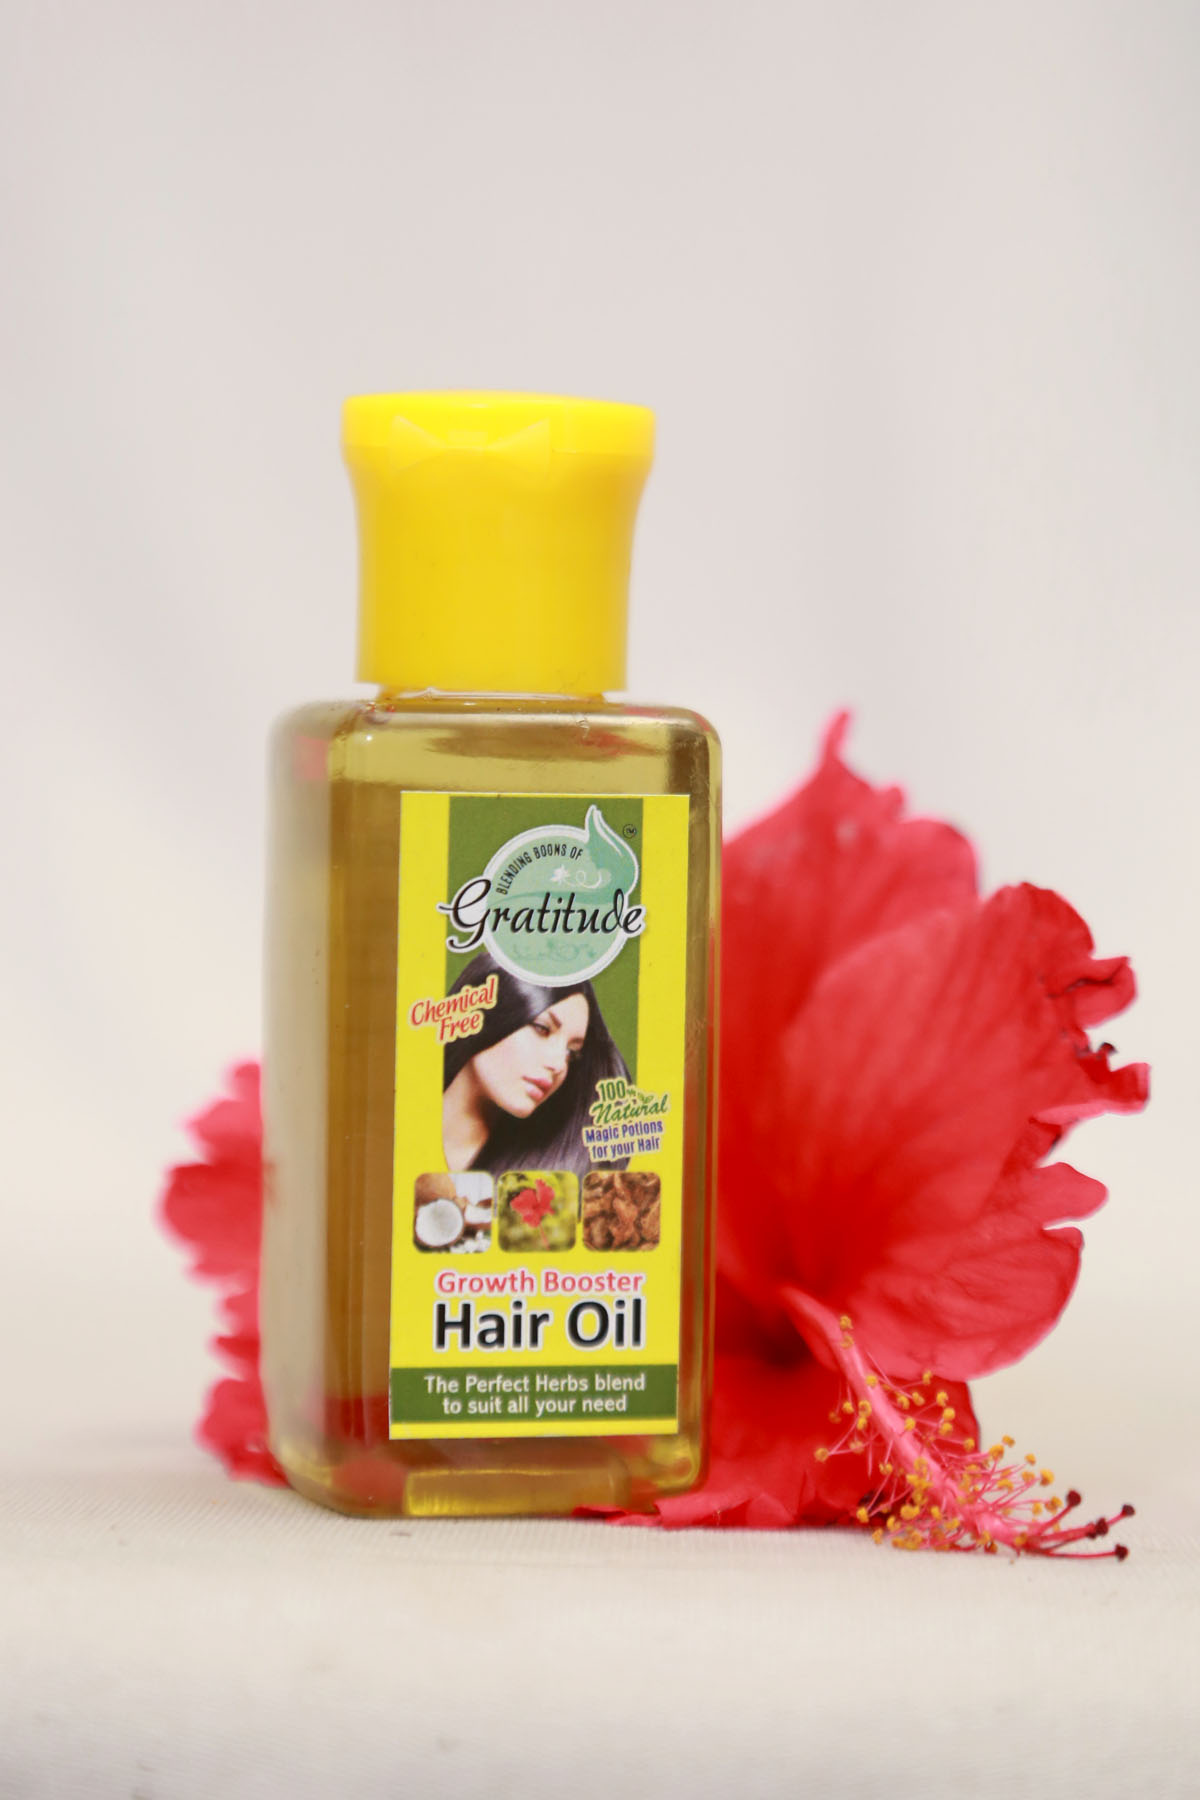 BLENDING BOONS OF
TM
Gratitude
Chemical
Free
100%
Natural
Magic Potions
for your Hair
Growth Booster
Hair Oil
The Perfect Herbs blend
to suit all your need